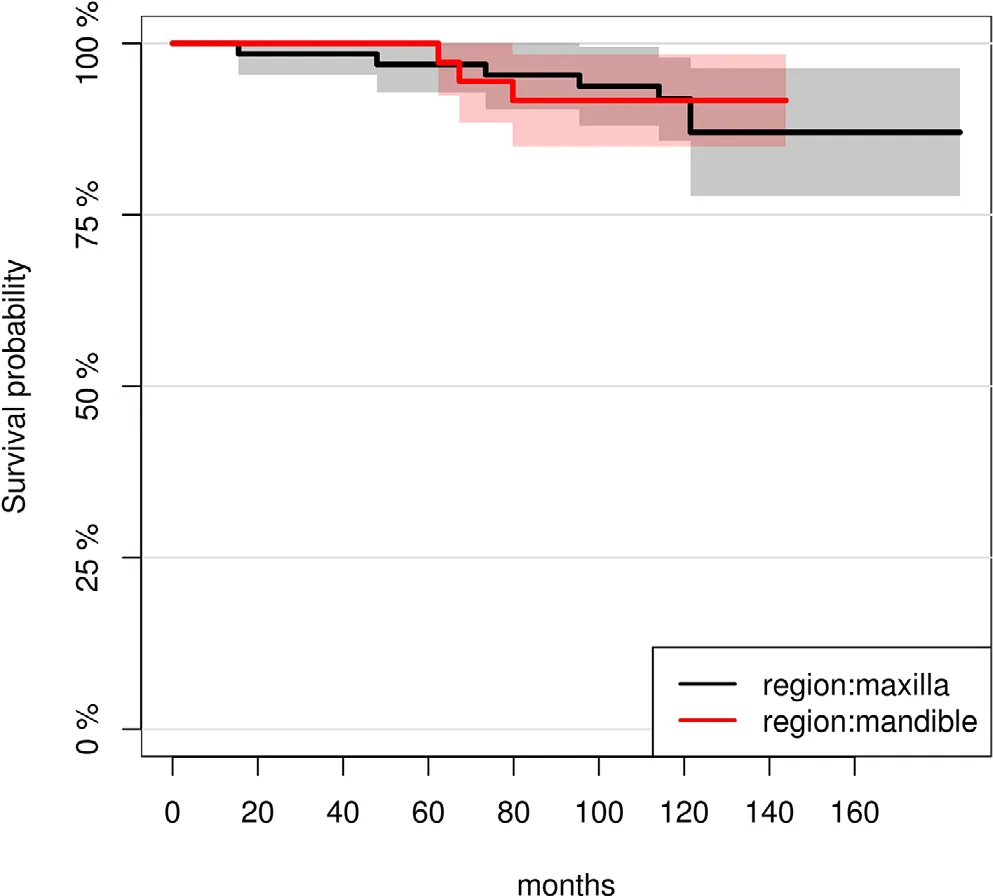 100 %
75 %
50 %
25 %
0 %
Survival probability
region:maxilla
region:mandible
0 20 40 60 80 100 120 140 160
months